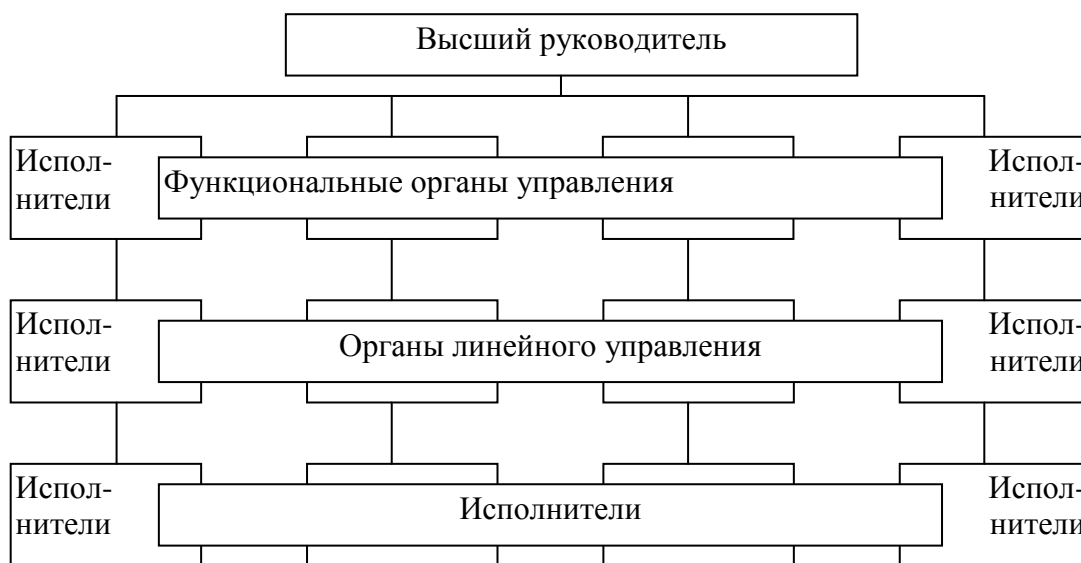 Высший руководитель
Испол-
нители
Функциональные органы управления
Испол-
нители
Испол-
нители
Органы линейного управления
Испол-
нители
Испол-
нители
Исполнители
Испол-
нители